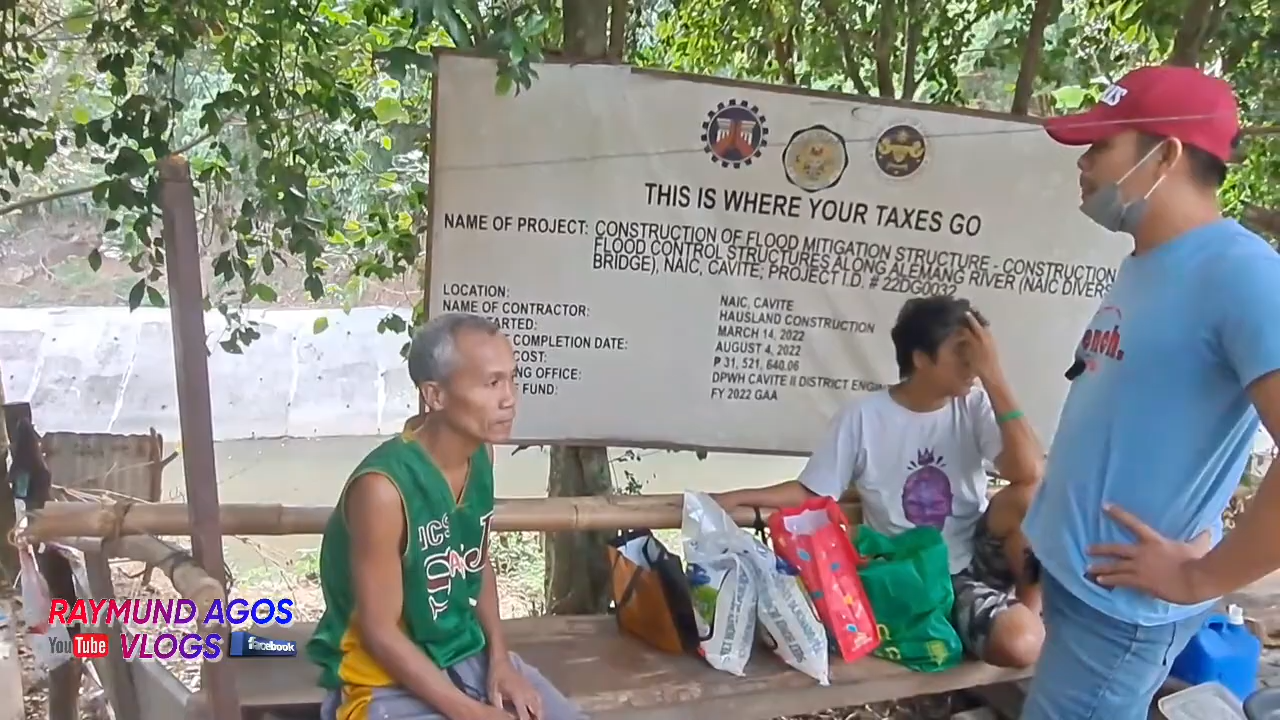 THIS IS WHERE YOUR TAXES GO
NAME OF PROJECT: CONSTRUCTION OF FLOOD MITIGATION STRUCTURE - CONSTRUCTION
FLOOD CONTROL STRUCTURES ALONG ALEMANG RIVER (NAIC DIVERS
BRIDGE), NAIC, CAVITE; PROJECT I.D. # 22DG0032
LOCATION: NAIC, CAVITE
NAME OF CONTRACTOR: HAUSLAND CONSTRUCTION
TARTED: MARCH 14, 2022
COMPLETION DATE: AUGUST 4, 2022
COST: ₱ 31, 521, 640.06
NG OFFICE: DPWH CAVITE II DISTRICT ENGI
FUND: FY 2022 GAA
ICS
RAYMUND AGOS
YouTube VLOGS facebook